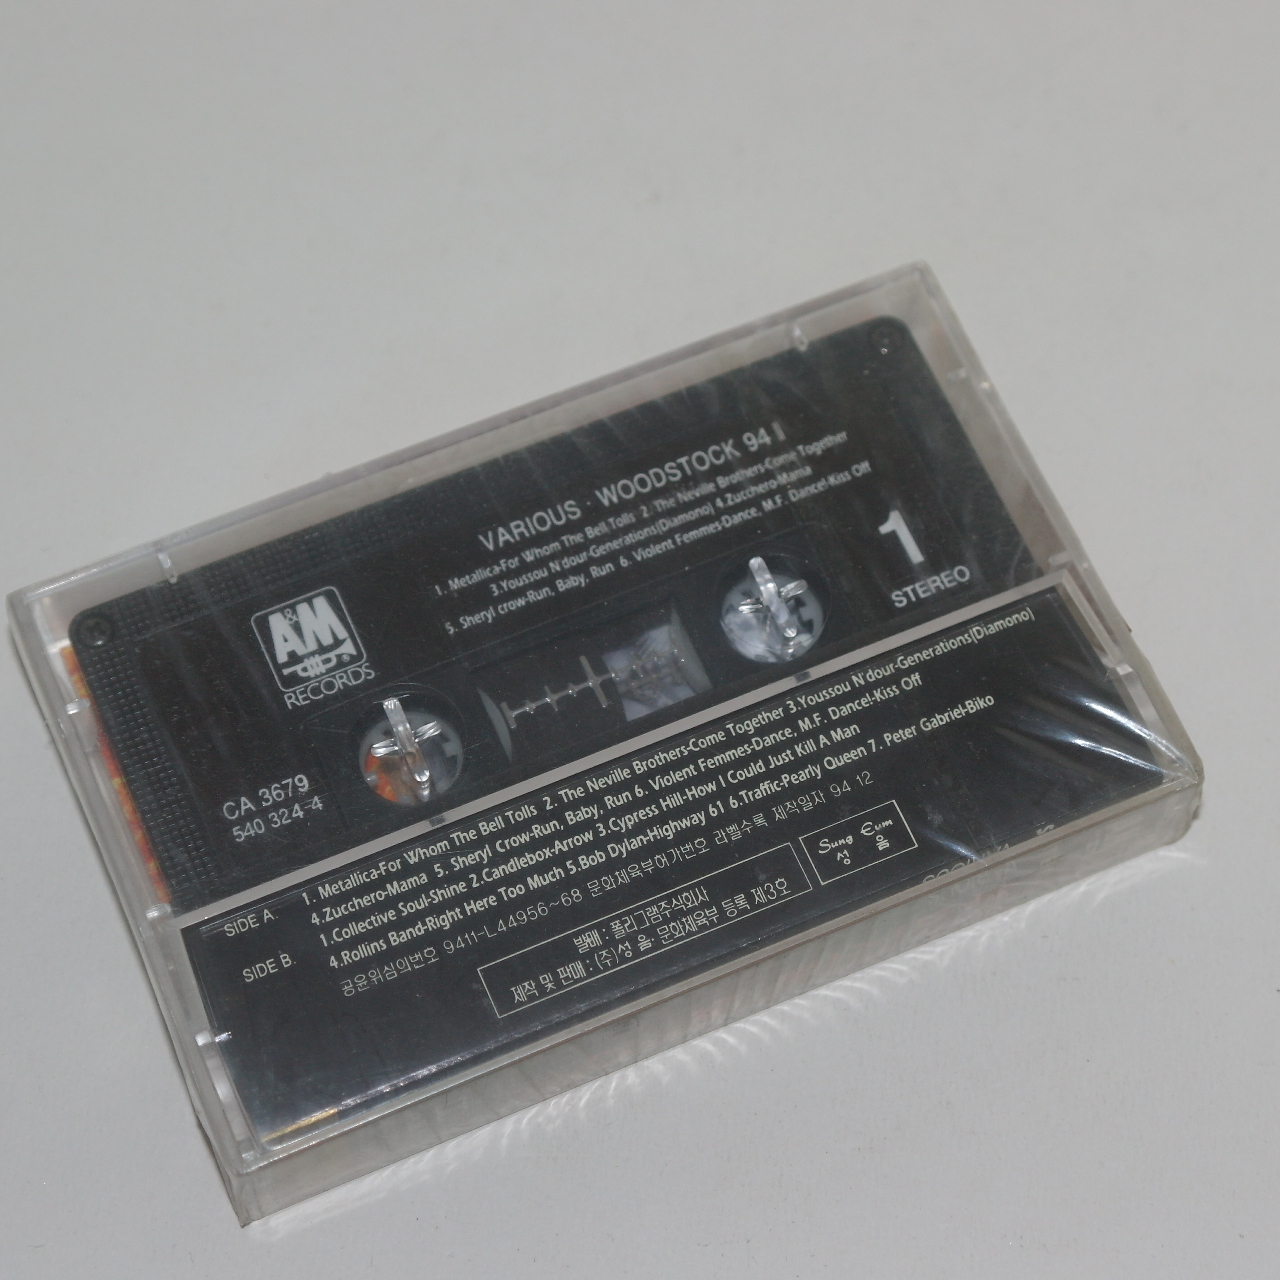 VARIOUS · WOODSTOCK 94 II
1. Metallica-For Whom The Bell Tolls 2. The Neville Brothers-Come Together
3.Youssou N'dour-Generations(Diamono) 4.Zucchero-Mama
5. Sheryl crow-Run, Baby, Run 6. Violent Femmes-Dance, M.F. Dance!-Kiss Off
1
STEREO
A&M
RECORDS
CA 3679
540 324-4
SIDE A. 1. Metallica-For Whom The Bell Tolls 2. The Neville Brothers-Come Together 3.Youssou N'dour-Generations(Diamono)
4.Zucchero-Mama 5. Sheryl Crow-Run, Baby, Run 6. Violent Femmes-Dance, M.F. Dance!-Kiss Off
SIDE B. 1.Collective Soul-Shine 2.Candlebox-Arrow 3.Cypress Hill-How I Could Just Kill A Man
4.Rollins Band-Right Here Too Much 5.Bob Dylan-Highway 61 6.Traffic-Pearly Queen 7. Peter Gabriel-Biko
공윤위심의번호 9411-L44956~68 문화체육부허가번호 라벨수록 제작일자 94 12
발매 : 폴리그램주식회사
제작 및 판매 : (주)성 음· 문화체육부 등록 제3호
Sung Eum
성 음